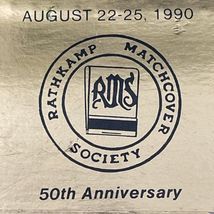 AUGUST 22-25, 1990
RATHKAMP MATCHCOVER
SOCIETY
RMS
50th Anniversary